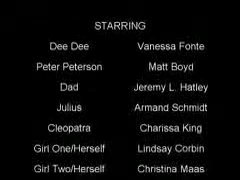 STARRING
Dee Dee Vanessa Fonte
Peter Peterson Matt Boyd
Dad Jeremy L. Hatley
Julius Armand Schmidt
Cleopatra Charissa King
Girl One/Herself Lindsay Corbin
Girl Two/Herself Christina Maas